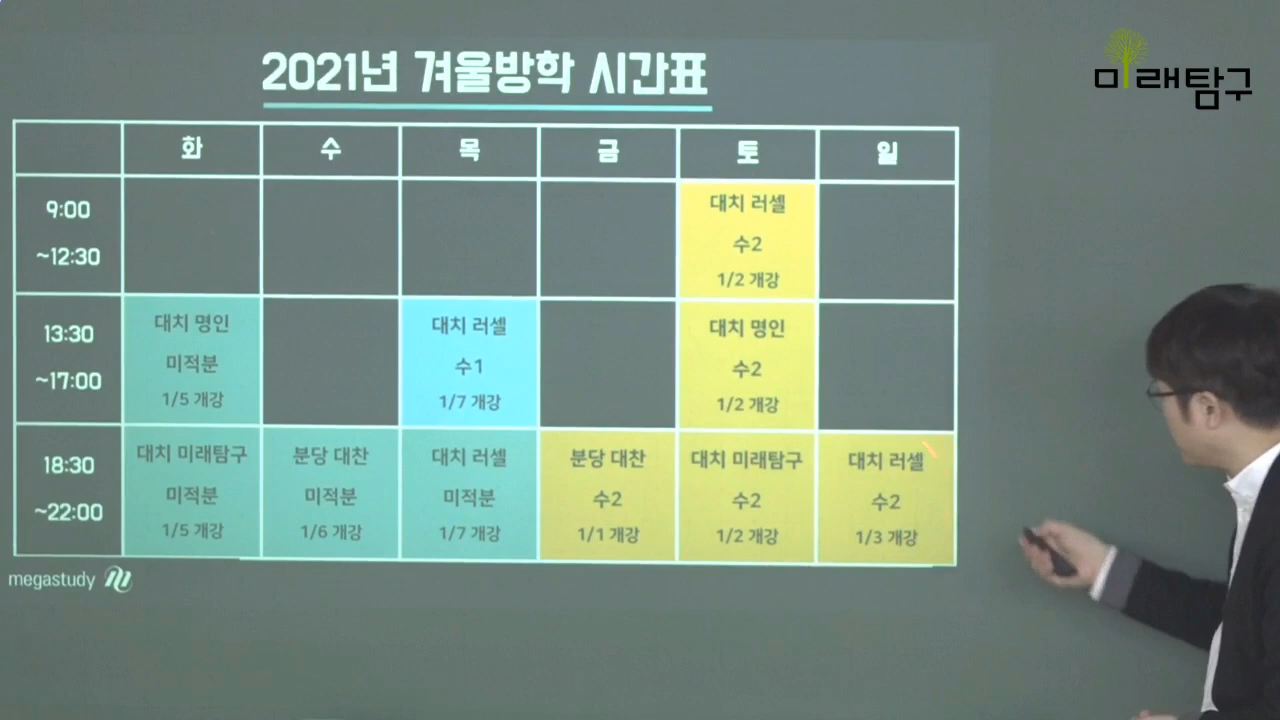 미래탐구
2021년 겨울방학 시간표
화 수 목 금 토 일
9:00
~12:30
대치 러셀
수2
1/2 개강
13:30
~17:00
대치 명인
미적분
1/5 개강
대치 러셀
수1
1/7 개강
대치 명인
수2
1/2 개강
18:30
~22:00
대치 미래탐구
미적분
1/5 개강
분당 대찬
미적분
1/6 개강
대치 러셀
미적분
1/7 개강
분당 대찬
수2
1/1 개강
대치 미래탐구
수2
1/2 개강
대치 러셀
수2
1/3 개강
megastudy